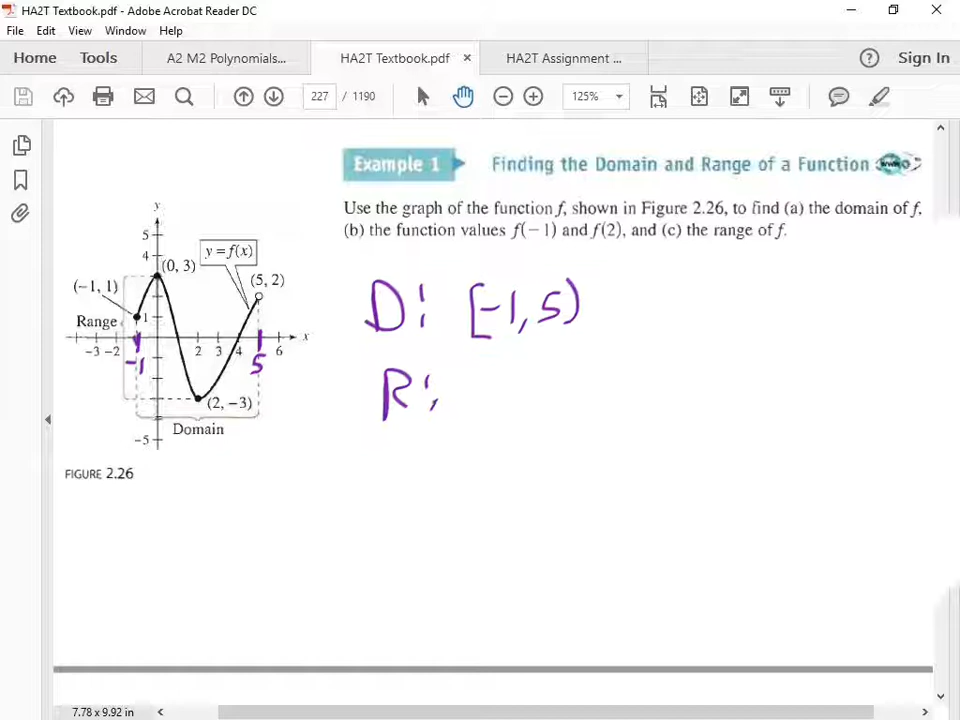 HA2T Textbook.pdf - Adobe Acrobat Reader DC
File Edit View Window Help
Home Tools A2 M2 Polynomials... HA2T Textbook.pdf × HA2T Assignment ... Sign In
227 / 1190 125%
Example 1 Finding the Domain and Range of a Function
Use the graph of the function f, shown in Figure 2.26, to find (a) the domain of f,
(b) the function values f(−1) and f(2), and (c) the range of f.
y
5
4
y = f(x)
(0, 3)
(5, 2)
(−1, 1)
Range
1
x
−3 −2 2 3 4 6
-1 5
(2, −3)
Domain
−5
FIGURE 2.26
D: [-1, 5)
R:
7.78 x 9.92 in